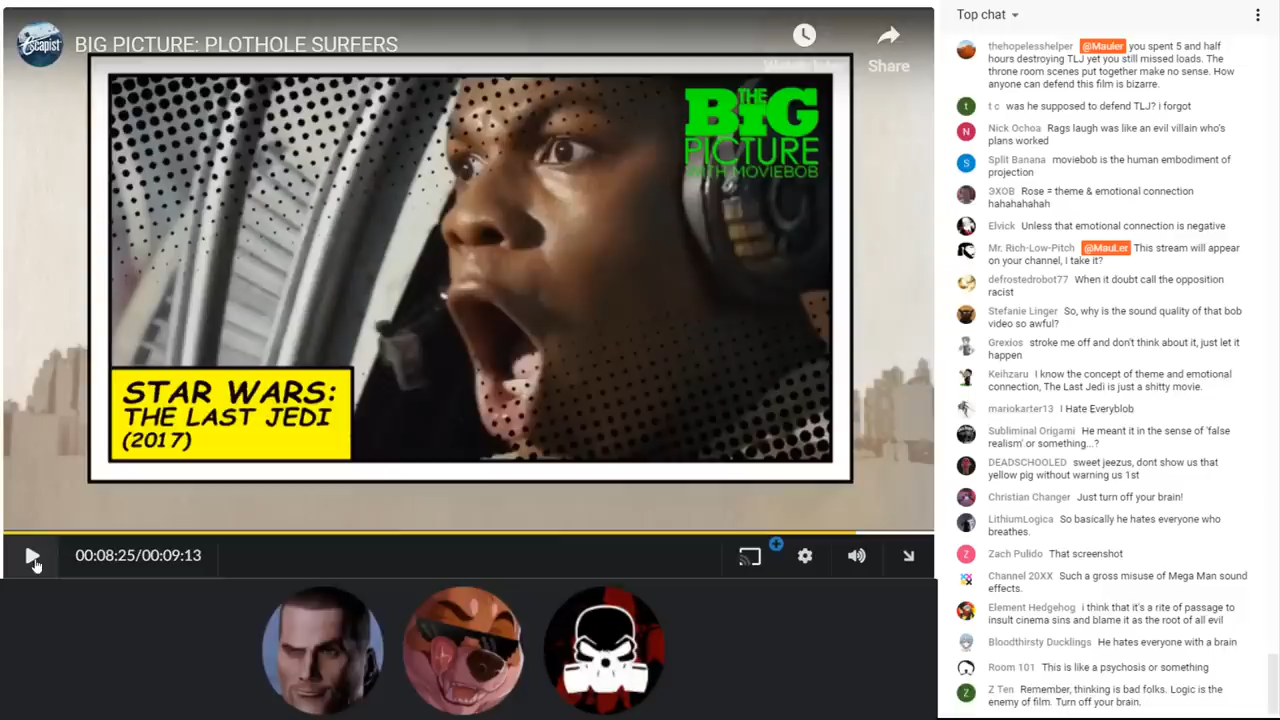 the Escapist
BIG PICTURE: PLOTHOLE SURFERS
Share
THE
BiG
PICTURE
WITH MOVIEBOB
STAR WARS:
THE LAST JEDI
(2017)
00:08:25/00:09:13
Top chat
thehopelesshelper @Mauler you spent 5 and half
hours destroying TLJ yet you still missed loads. The
throne room scenes put together make no sense. How
anyone can defend this film is bizarre.
t c was he supposed to defend TLJ? i forgot
Nick Ochoa Rags laugh was like an evil villain who's
plans worked
Split Banana moviebob is the human embodiment of
projection
ЭХОВ Rose = theme & emotional connection
hahahahahah
Elvick Unless that emotional connection is negative
Mr. Rich-Low-Pitch @MauLer This stream will appear
on your channel, I take it?
defrostedrobot77 When it doubt call the opposition
racist
Stefanie Linger So, why is the sound quality of that bob
video so awful?
Grexios stroke me off and don't think about it, just let it
happen
Keihzaru I know the concept of theme and emotional
connection, The Last Jedi is just a shitty movie.
mariokarter13 I Hate Everyblob
Subliminal Origami He meant it in the sense of 'false
realism' or something...?
DEADSCHOOLED sweet jeezus, dont show us that
yellow pig without warning us 1st
Christian Changer Just turn off your brain!
LithiumLogica So basically he hates everyone who
breathes.
Zach Pulido That screenshot
Channel 20XX Such a gross misuse of Mega Man sound
effects.
Element Hedgehog i think that it's a rite of passage to
insult cinema sins and blame it as the root of all evil
Bloodthirsty Ducklings He hates everyone with a brain
Room 101 This is like a psychosis or something
Z Ten Remember, thinking is bad folks. Logic is the
enemy of film. Turn off your brain.